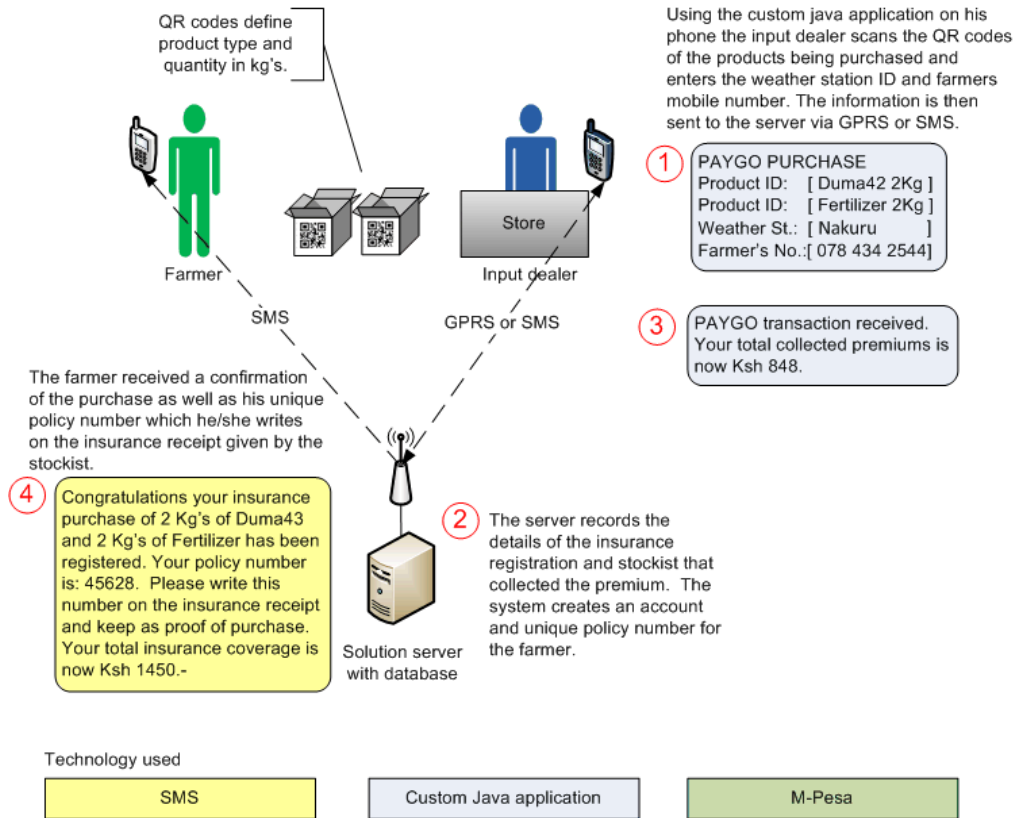 QR codes define
product type and
quantity in kg's.
Using the custom java application on his
phone the input dealer scans the QR codes
of the products being purchased and
enters the weather station ID and farmers
mobile number. The information is then
sent to the server via GPRS or SMS.
1
PAYGO PURCHASE
Product ID: [ Duma42 2Kg ]
Product ID: [ Fertilizer 2Kg ]
Weather St.: [ Nakuru ]
Farmer's No.:[ 078 434 2544]
Store
Farmer
Input dealer
SMS
GPRS or SMS
3
PAYGO transaction received.
Your total collected premiums is
now Ksh 848.
The farmer received a confirmation
of the purchase as well as his unique
policy number which he/she writes
on the insurance receipt given by the
stockist.
4
Congratulations your insurance
purchase of 2 Kg's of Duma43
and 2 Kg's of Fertilizer has been
registered. Your policy number
is: 45628. Please write this
number on the insurance receipt
and keep as proof of purchase.
Your total insurance coverage is
now Ksh 1450.-
2
The server records the
details of the insurance
registration and stockist that
collected the premium. The
system creates an account
and unique policy number for
the farmer.
Solution server
with database
Technology used
SMS
Custom Java application
M-Pesa